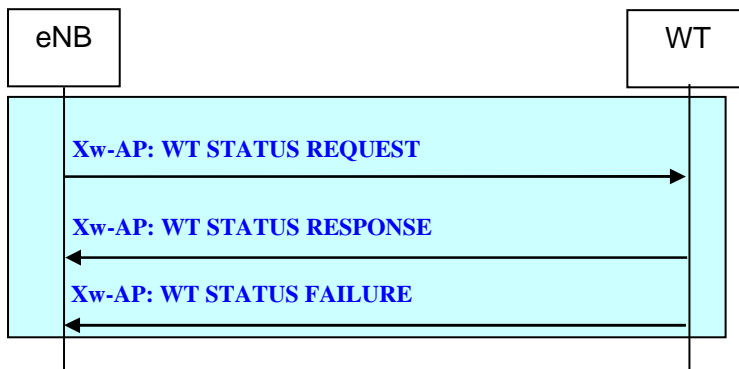 eNB
WT
Xw-AP: WT STATUS REQUEST
Xw-AP: WT STATUS RESPONSE
Xw-AP: WT STATUS FAILURE